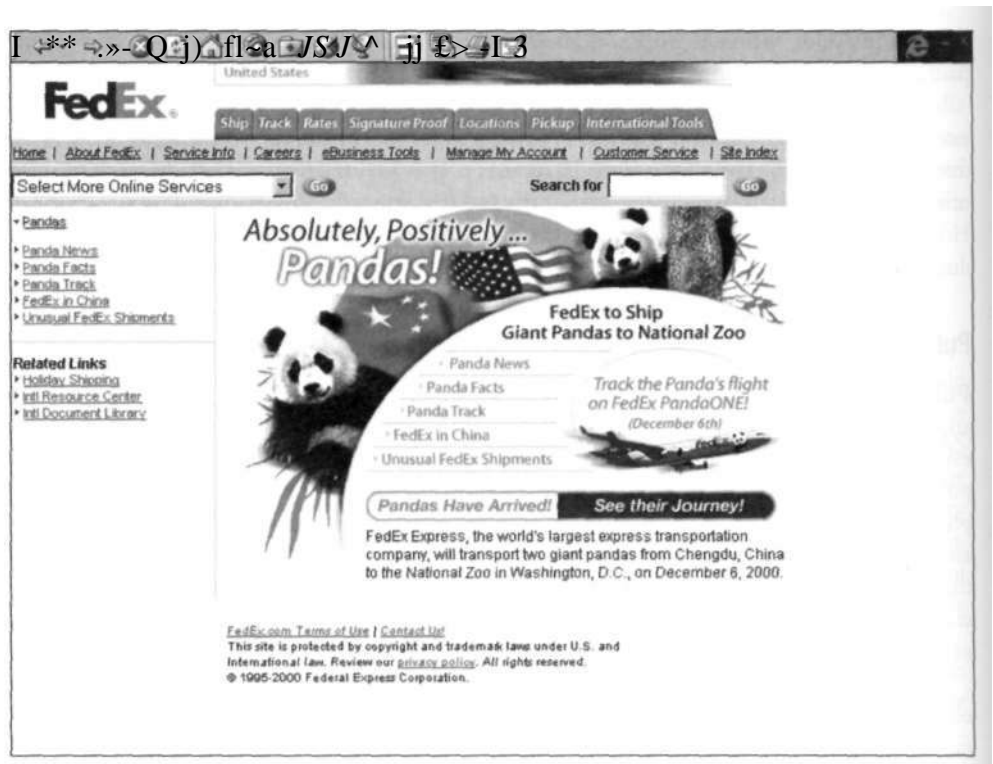 United States
FedEx.
Ship Track Rates Signature Proof Locations Pickup International Tools
Home | About FedEx | Service Info | Careers | eBusiness Tools | Manage My Account | Customer Service | Site Index
Select More Online Services Go Search for Go
Pandas
Panda News
Panda Facts
Panda Track
FedEx in China
Unusual FedEx Shipments
Related Links
Holiday Shipping
Intl Resource Center
Intl Document Library
Absolutely, Positively...
Pandas!
FedEx to Ship
Giant Pandas to National Zoo
Panda News
Panda Facts
Panda Track
FedEx in China
Unusual FedEx Shipments
Track the Panda's flight
on FedEx PandaONE!
(December 6th)
Pandas Have Arrived! See their Journey!
FedEx Express, the world's largest express transportation
company, will transport two giant pandas from Chengdu, China
to the National Zoo in Washington, D.C., on December 6, 2000.
FedEx.com Terms of Use | Contact Us!
This site is protected by copyright and trademark laws under U.S. and
International law. Review our privacy policy. All rights reserved.
© 1995-2000 Federal Express Corporation.